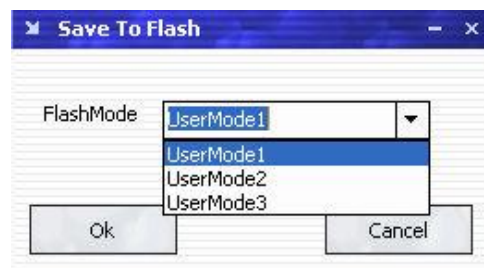 Save To Flash
FlashMode UserMode1
UserMode1
UserMode2
UserMode3
Ok Cancel